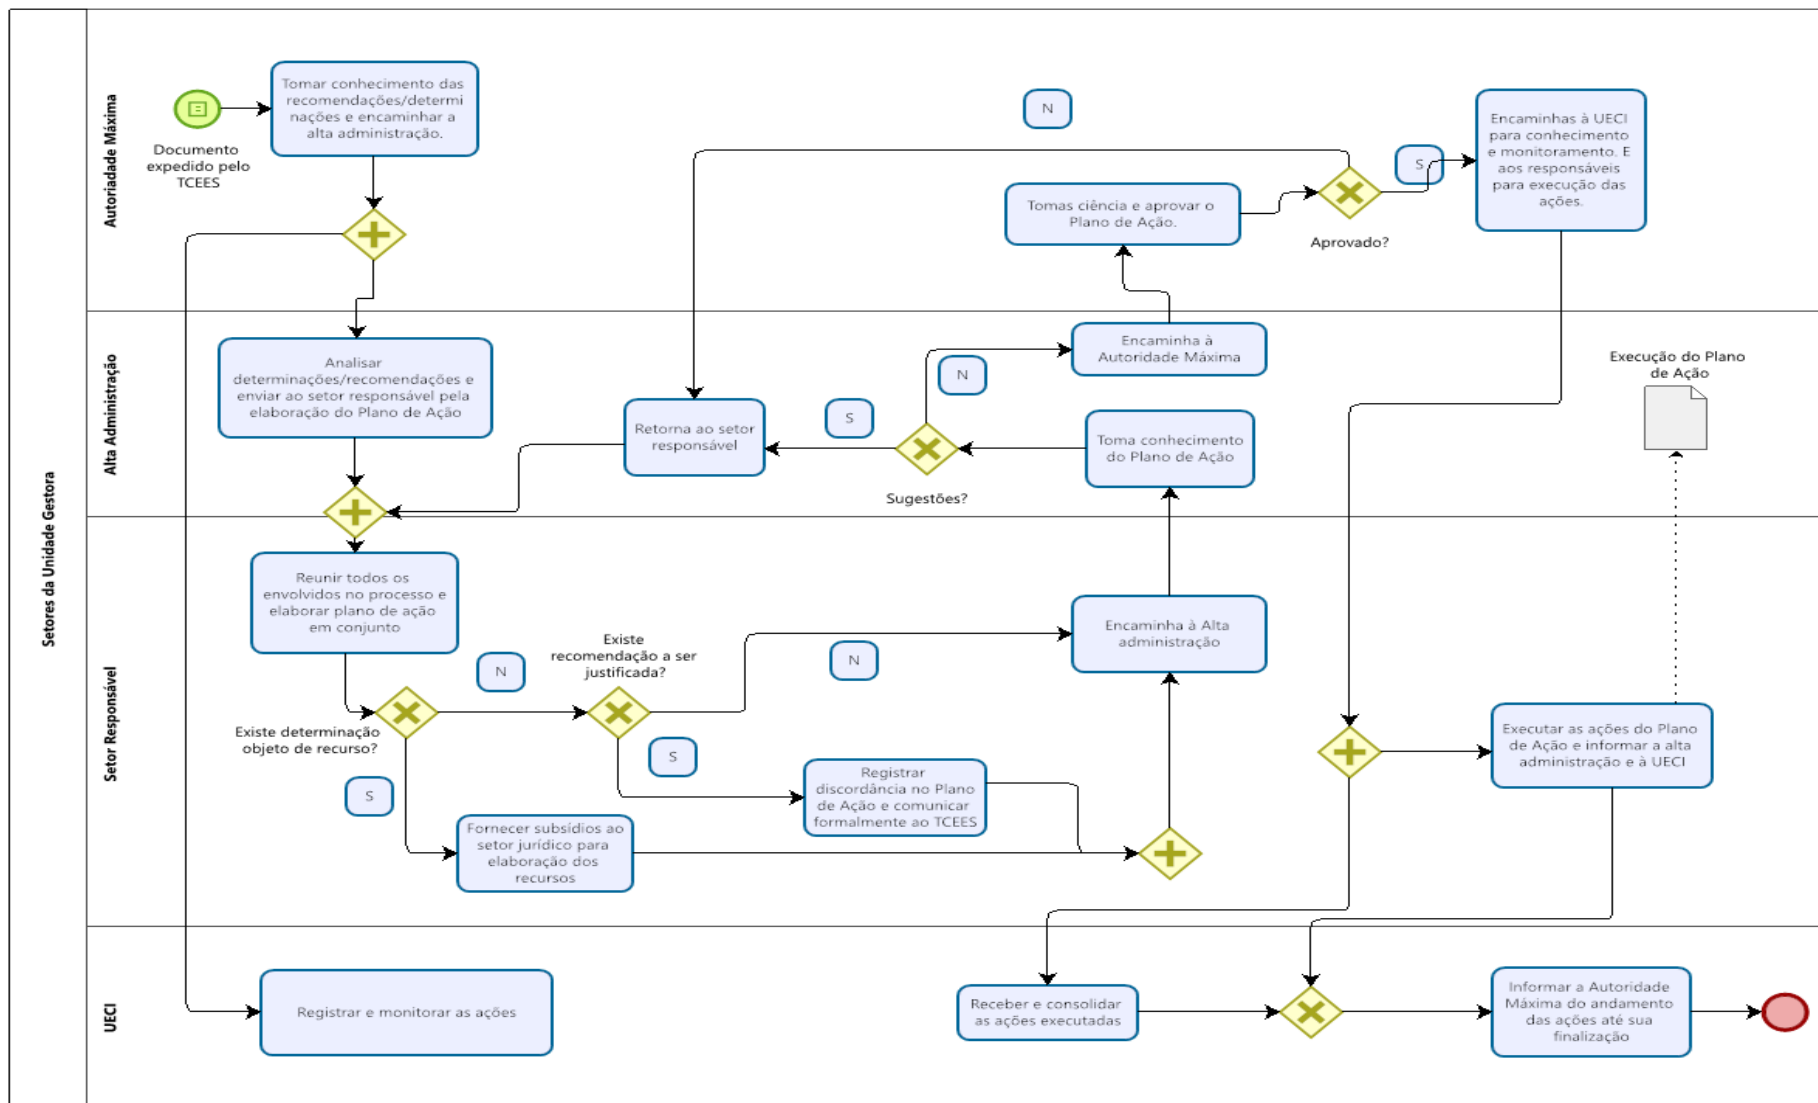 Setores da Unidade Gestora
Autoriadade Máxima
Documento
expedido pelo
TCEES
Tomar conhecimento das
recomendações/determi
nações e encaminhar a
alta administração.
N
Tomas ciência e aprovar o
Plano de Ação.
Aprovado?
S
Encaminhas à UECI
para conhecimento
e monitoramento. E
aos responsáveis
para execução das
ações.
Alta Administração
Analisar
determinações/recomendações e
enviar ao setor responsável pela
elaboração do Plano de Ação
Retorna ao setor
responsável
S
Sugestões?
N
Encaminha à
Autoridade Máxima
Toma conhecimento
do Plano de Ação
Execução do Plano
de Ação
Setor Responsável
Reunir todos os
envolvidos no processo e
elaborar plano de ação
em conjunto
Existe determinação
objeto de recurso?
N
S
Existe
recomendação a ser
justificada?
N
S
Fornecer subsídios ao
setor jurídico para
elaboração dos
recursos
Registrar
discordância no Plano
de Ação e comunicar
formalmente ao TCEES
Encaminha à Alta
administração
Executar as ações do Plano
de Ação e informar a alta
administração e à UECI
UECI
Registrar e monitorar as ações
Receber e consolidar
as ações executadas
Informar a Autoridade
Máxima do andamento
das ações até sua
finalização